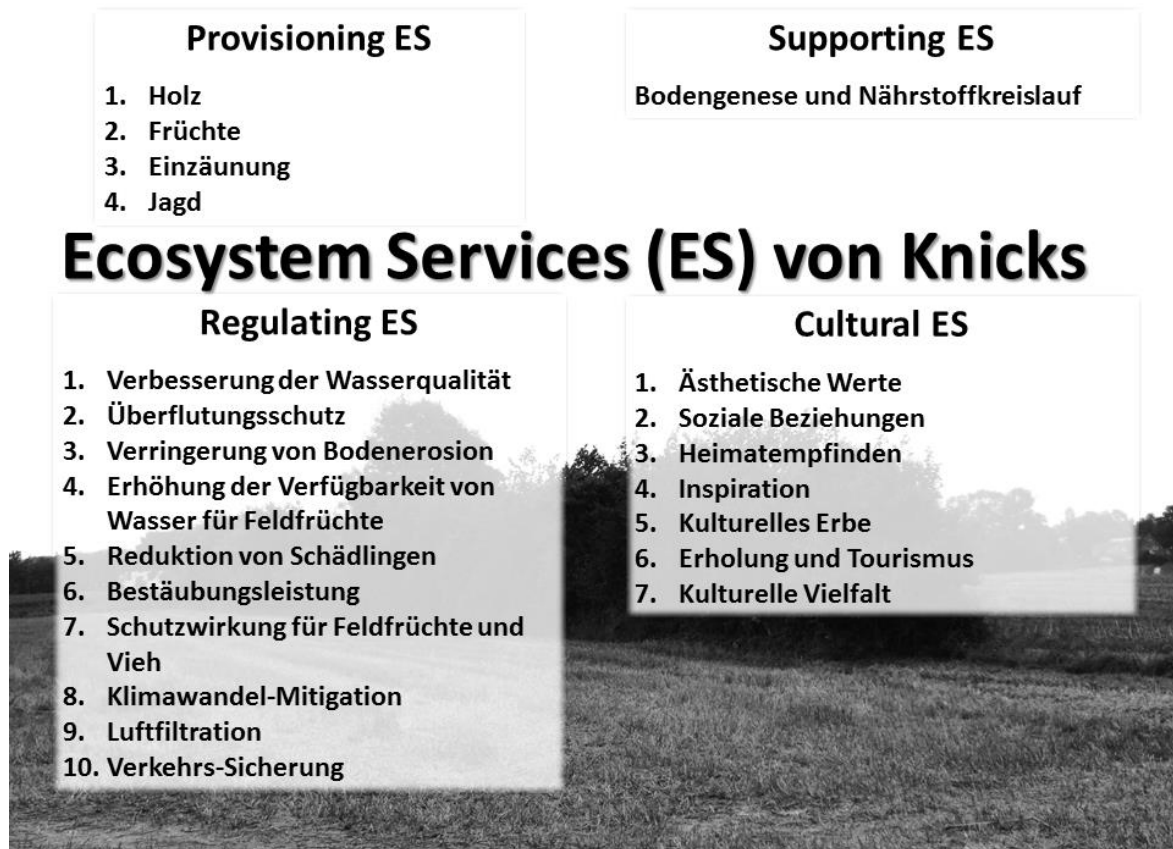 Provisioning ES
1. Holz
2. Früchte
3. Einzäunung
4. Jagd
Supporting ES
Bodengenese und Nährstoffkreislauf
Ecosystem Services (ES) von Knicks
Regulating ES
1. Verbesserung der Wasserqualität
2. Überflutungsschutz
3. Verringerung von Bodenerosion
4. Erhöhung der Verfügbarkeit von
Wasser für Feldfrüchte
5. Reduktion von Schädlingen
6. Bestäubungsleistung
7. Schutzwirkung für Feldfrüchte und
Vieh
8. Klimawandel-Mitigation
9. Luftfiltration
10. Verkehrs-Sicherung
Cultural ES
1. Ästhetische Werte
2. Soziale Beziehungen
3. Heimatempfinden
4. Inspiration
5. Kulturelles Erbe
6. Erholung und Tourismus
7. Kulturelle Vielfalt